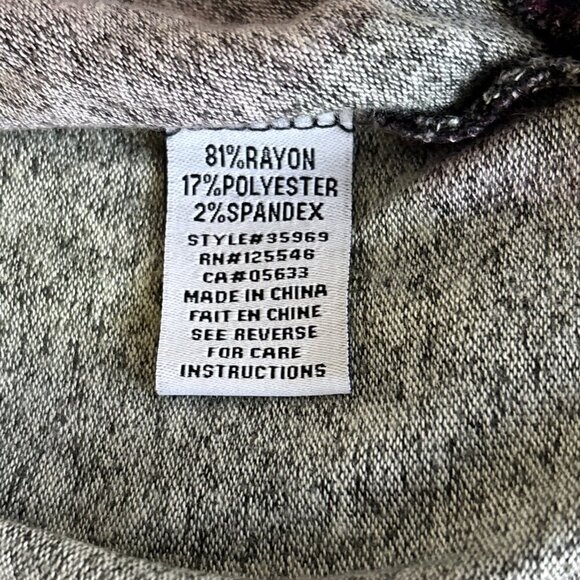 81%RAYON
17%POLYESTER
2%SPANDEX
STYLE#35969
RN#125546
CA#05633
MADE IN CHINA
FAIT EN CHINE
SEE REVERSE
FOR CARE
INSTRUCTIONS